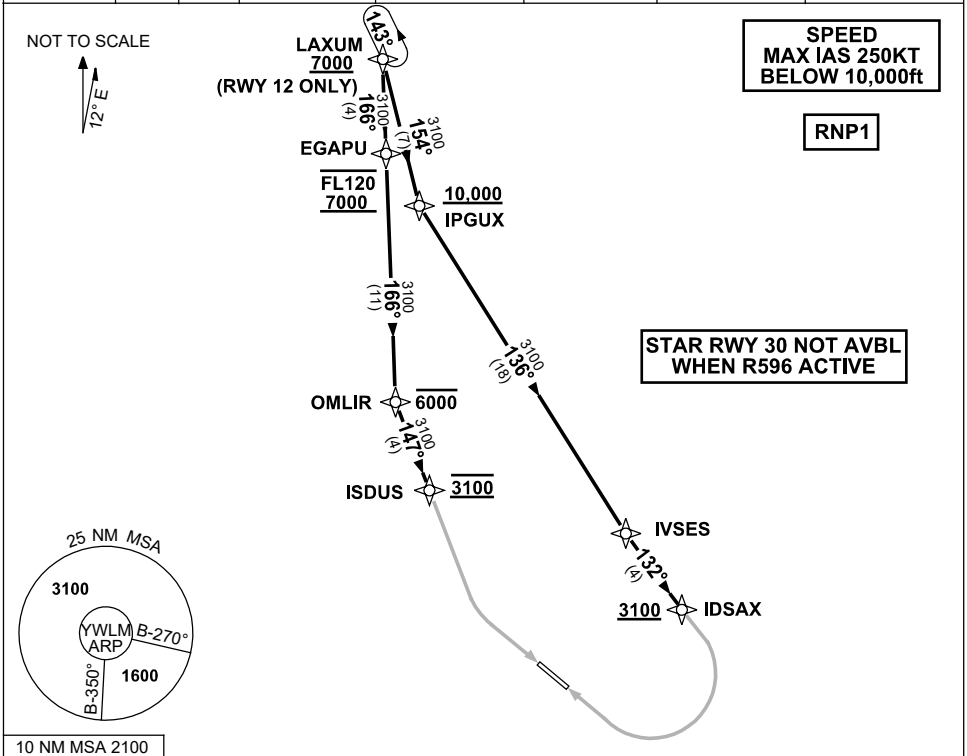 NOT TO SCALE
12° E
143°
LAXUM
7000
(RWY 12 ONLY)
SPEED
MAX IAS 250KT
BELOW 10,000ft
RNP1
3100
166°
(4)
3100
154°
(7)
EGAPU
FL120
7000
10,000
IPGUX
3100
166°
(11)
3100
136°
(18)
STAR RWY 30 NOT AVBL
WHEN R596 ACTIVE
OMLIR
6000
3100
147°
(4)
ISDUS
3100
IVSES
132°
(4)
3100
IDSAX
25 NM MSA
3100
YWLM
ARP
B-270°
B-350°
1600
10 NM MSA 2100